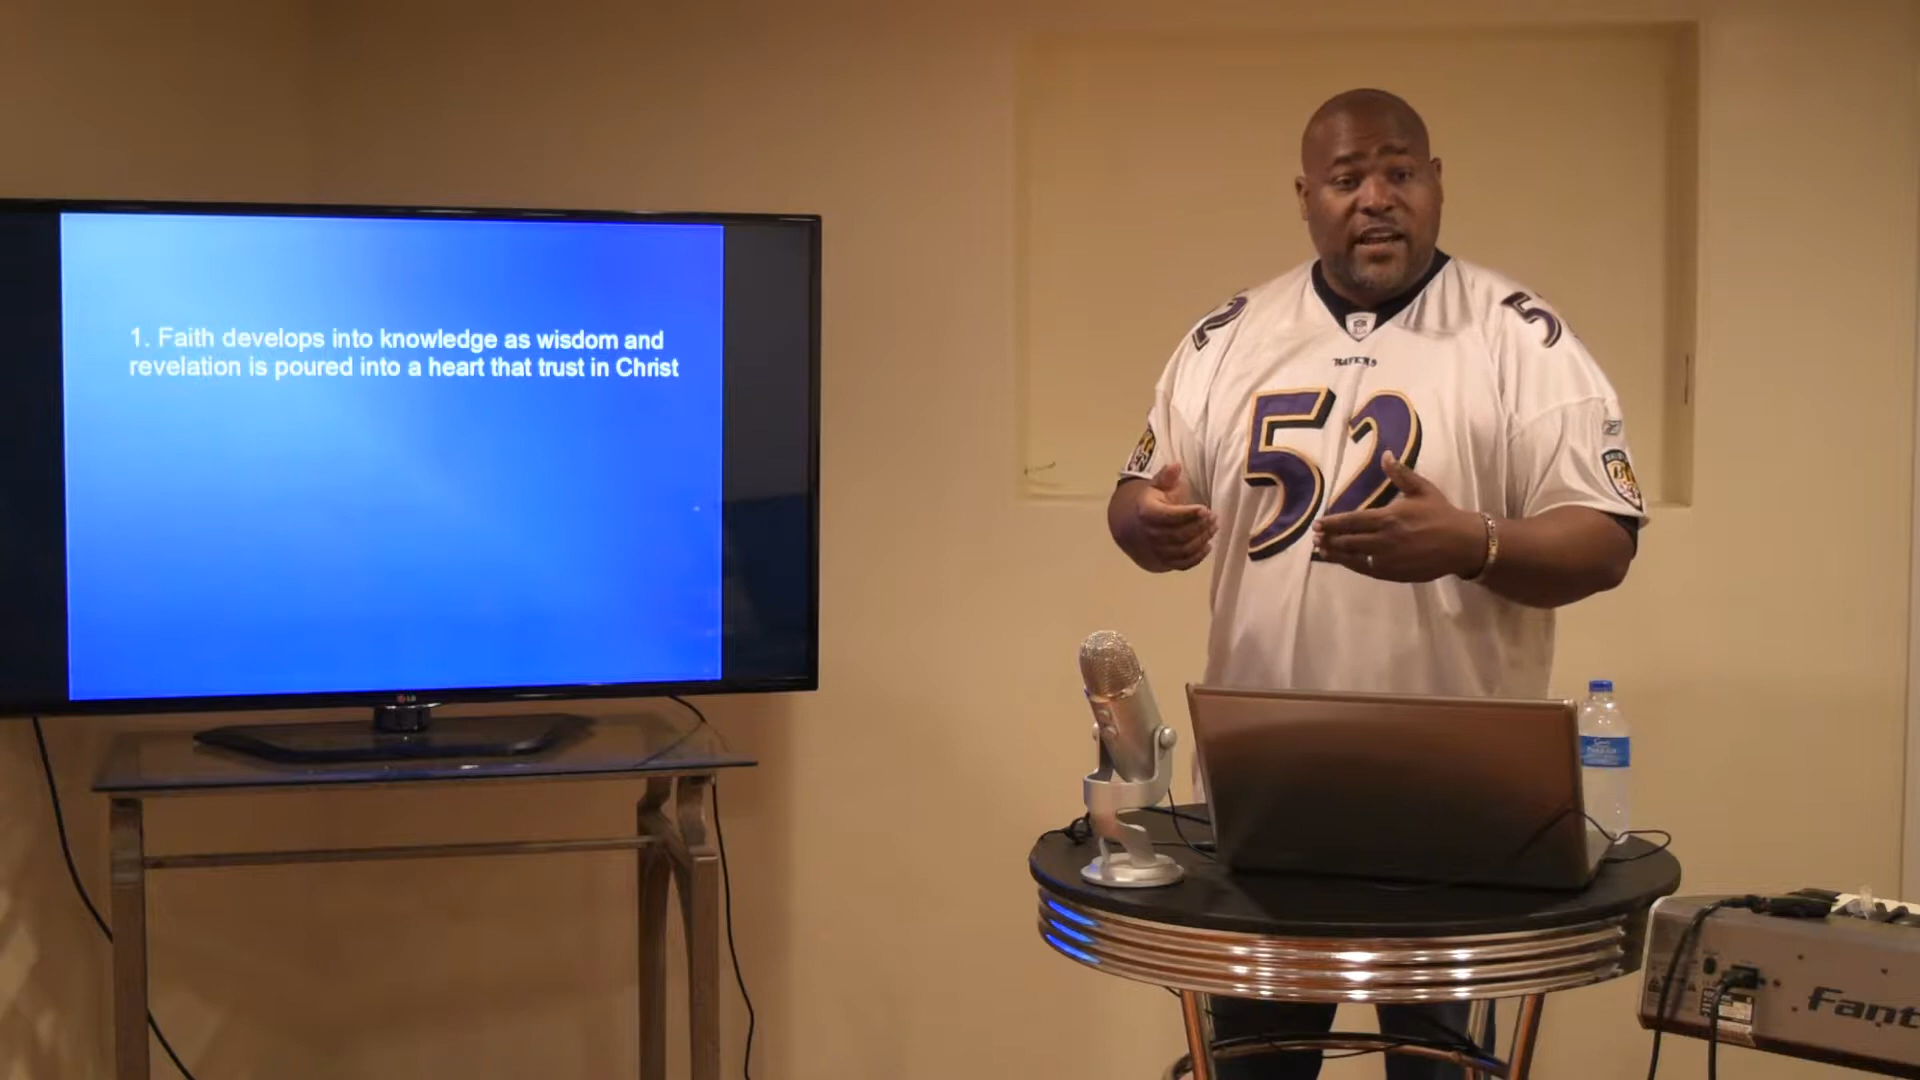 1. Faith develops into knowledge as wisdom and
revelation is poured into a heart that trust in Christ
LG
52
52
RAVENS
52
Fant